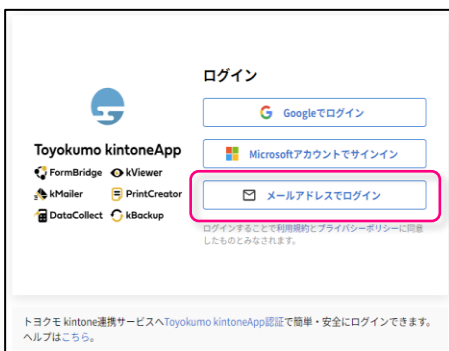 ログイン
Googleでログイン
Microsoftアカウントでサインイン
メールアドレスでログイン
ログインすることで利用規約とプライバシーポリシーに同意
したものとみなされます。
Toyokumo kintoneApp
FormBridge kViewer
kMailer PrintCreator
DataCollect kBackup
トヨクモ kintone連携サービスへToyokumo kintoneApp認証で簡単・安全にログインできます。
ヘルプはこちら。